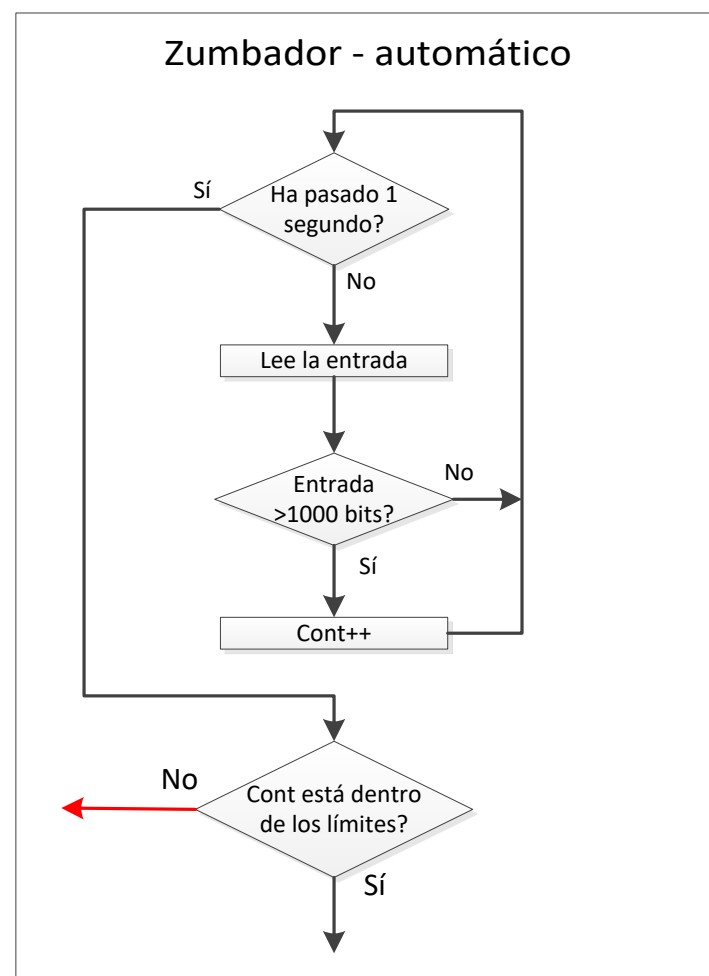 Zumbador - automático
Sí
Ha pasado 1
segundo?
No
Lee la entrada
Entrada
>1000 bits?
No
Sí
Cont++
No
Cont está dentro
de los límites?
Sí